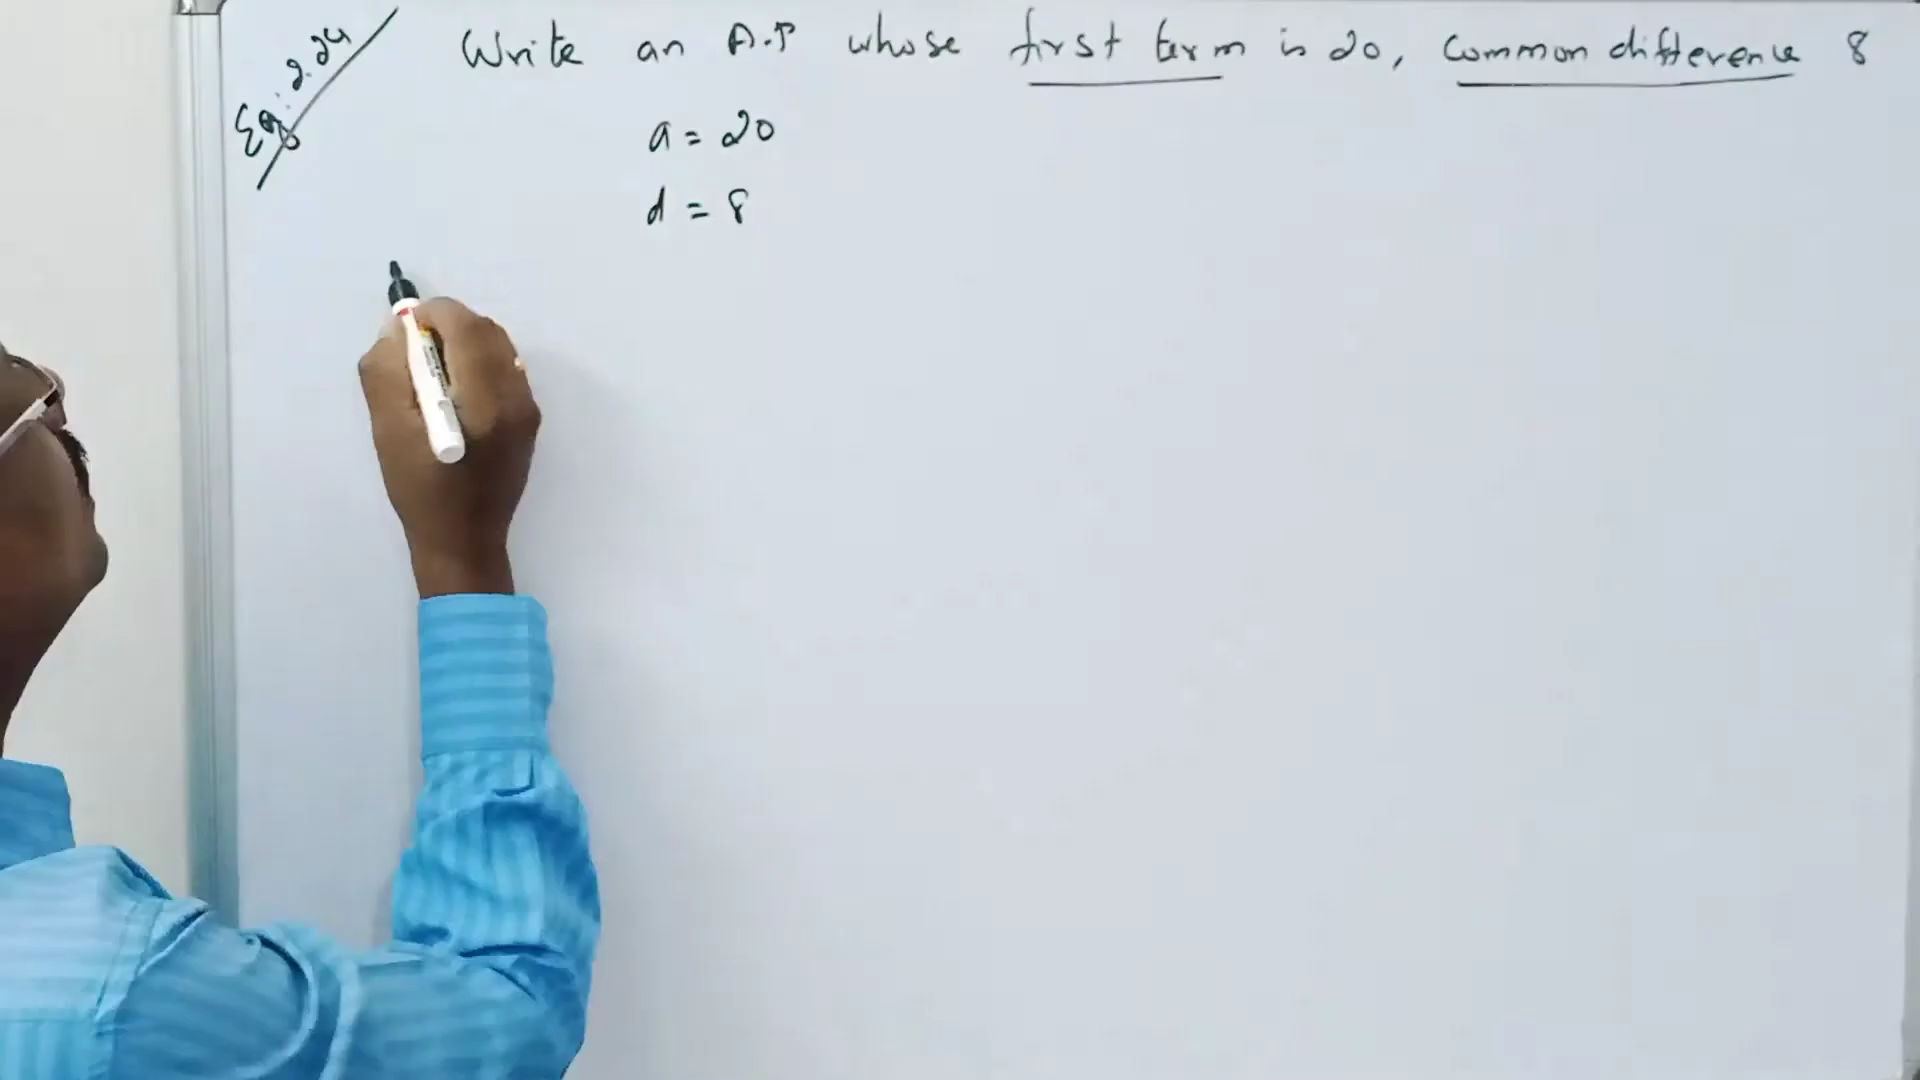 Eg: 2.24
Write an A.P whose first term is 20, common difference 8
a = 20
d = 8